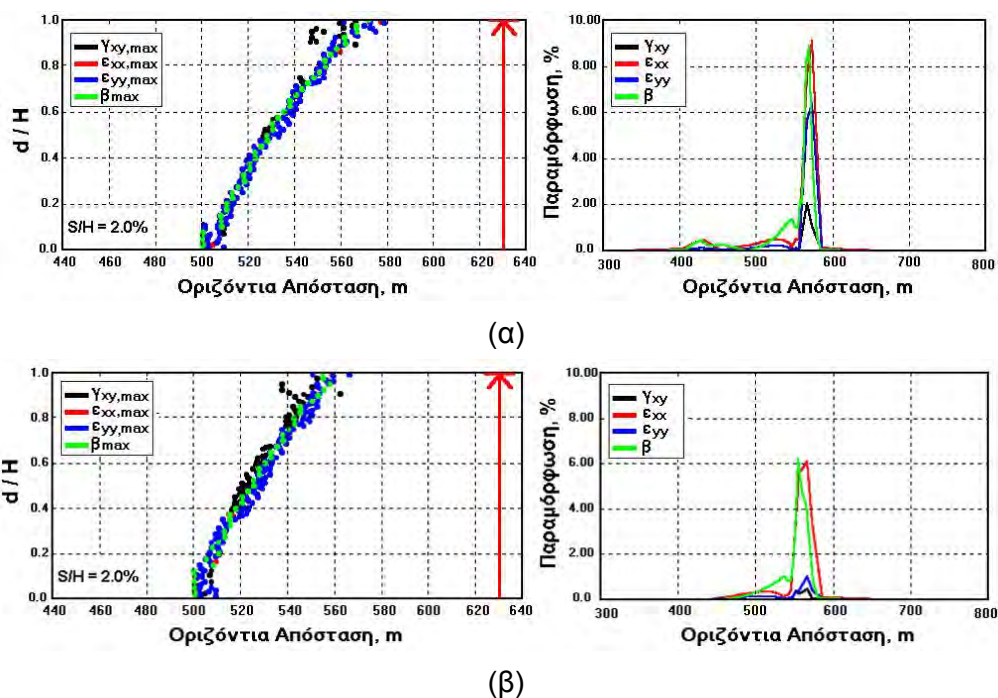 1.0
0.8
0.6
0.4
0.2
0.0
d / H
γxy,max
εxx,max
εyy,max
βmax
S/H = 2.0%
440 460 480 500 520 540 560 580 600 620 640
Οριζόντια Απόσταση, m
10.00
8.00
6.00
4.00
2.00
0.00
Παραμόρφωση, %
γxy
εxx
εyy
β
300 400 500 600 700 800
Οριζόντια Απόσταση, m
(α)
1.0
0.8
0.6
0.4
0.2
0.0
d / H
γxy,max
εxx,max
εyy,max
βmax
S/H = 2.0%
440 460 480 500 520 540 560 580 600 620 640
Οριζόντια Απόσταση, m
10.00
8.00
6.00
4.00
2.00
0.00
Παραμόρφωση, %
γxy
εxx
εyy
β
300 400 500 600 700 800
Οριζόντια Απόσταση, m
(β)